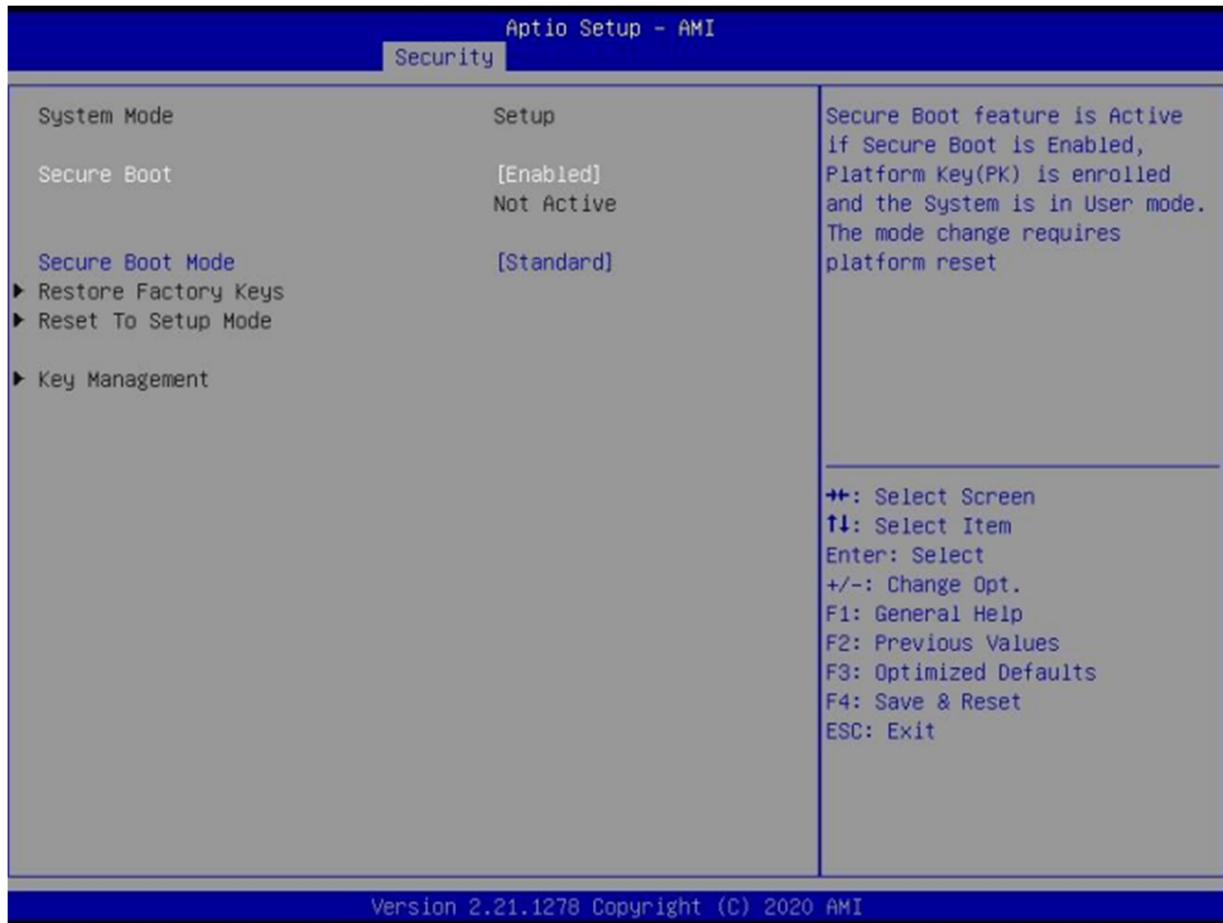 Aptio Setup - AMI
Security
System Mode Setup
Secure Boot [Enabled]
Not Active
Secure Boot Mode [Standard]
► Restore Factory Keys
► Reset To Setup Mode
► Key Management
Secure Boot feature is Active
if Secure Boot is Enabled,
Platform Key(PK) is enrolled
and the System is in User mode.
The mode change requires
platform reset
→←: Select Screen
↑↓: Select Item
Enter: Select
+/-: Change Opt.
F1: General Help
F2: Previous Values
F3: Optimized Defaults
F4: Save & Reset
ESC: Exit
Version 2.21.1278 Copyright (C) 2020 AMI